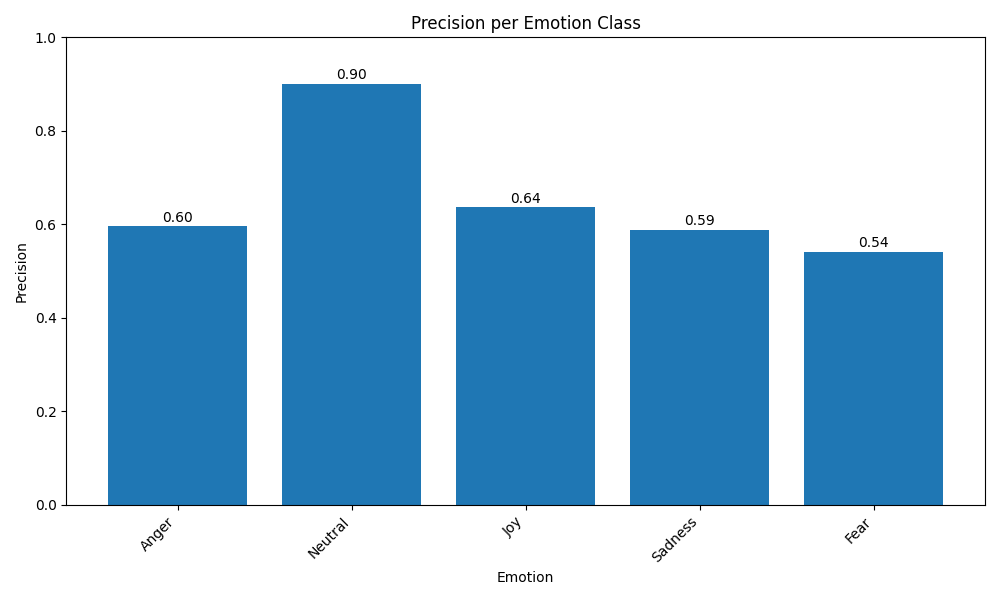 Precision per Emotion Class
1.0
0.8
0.6
0.4
0.2
0.0
Precision
0.60
0.90
0.64
0.59
0.54
Anger
Neutral
Joy
Sadness
Fear
Emotion